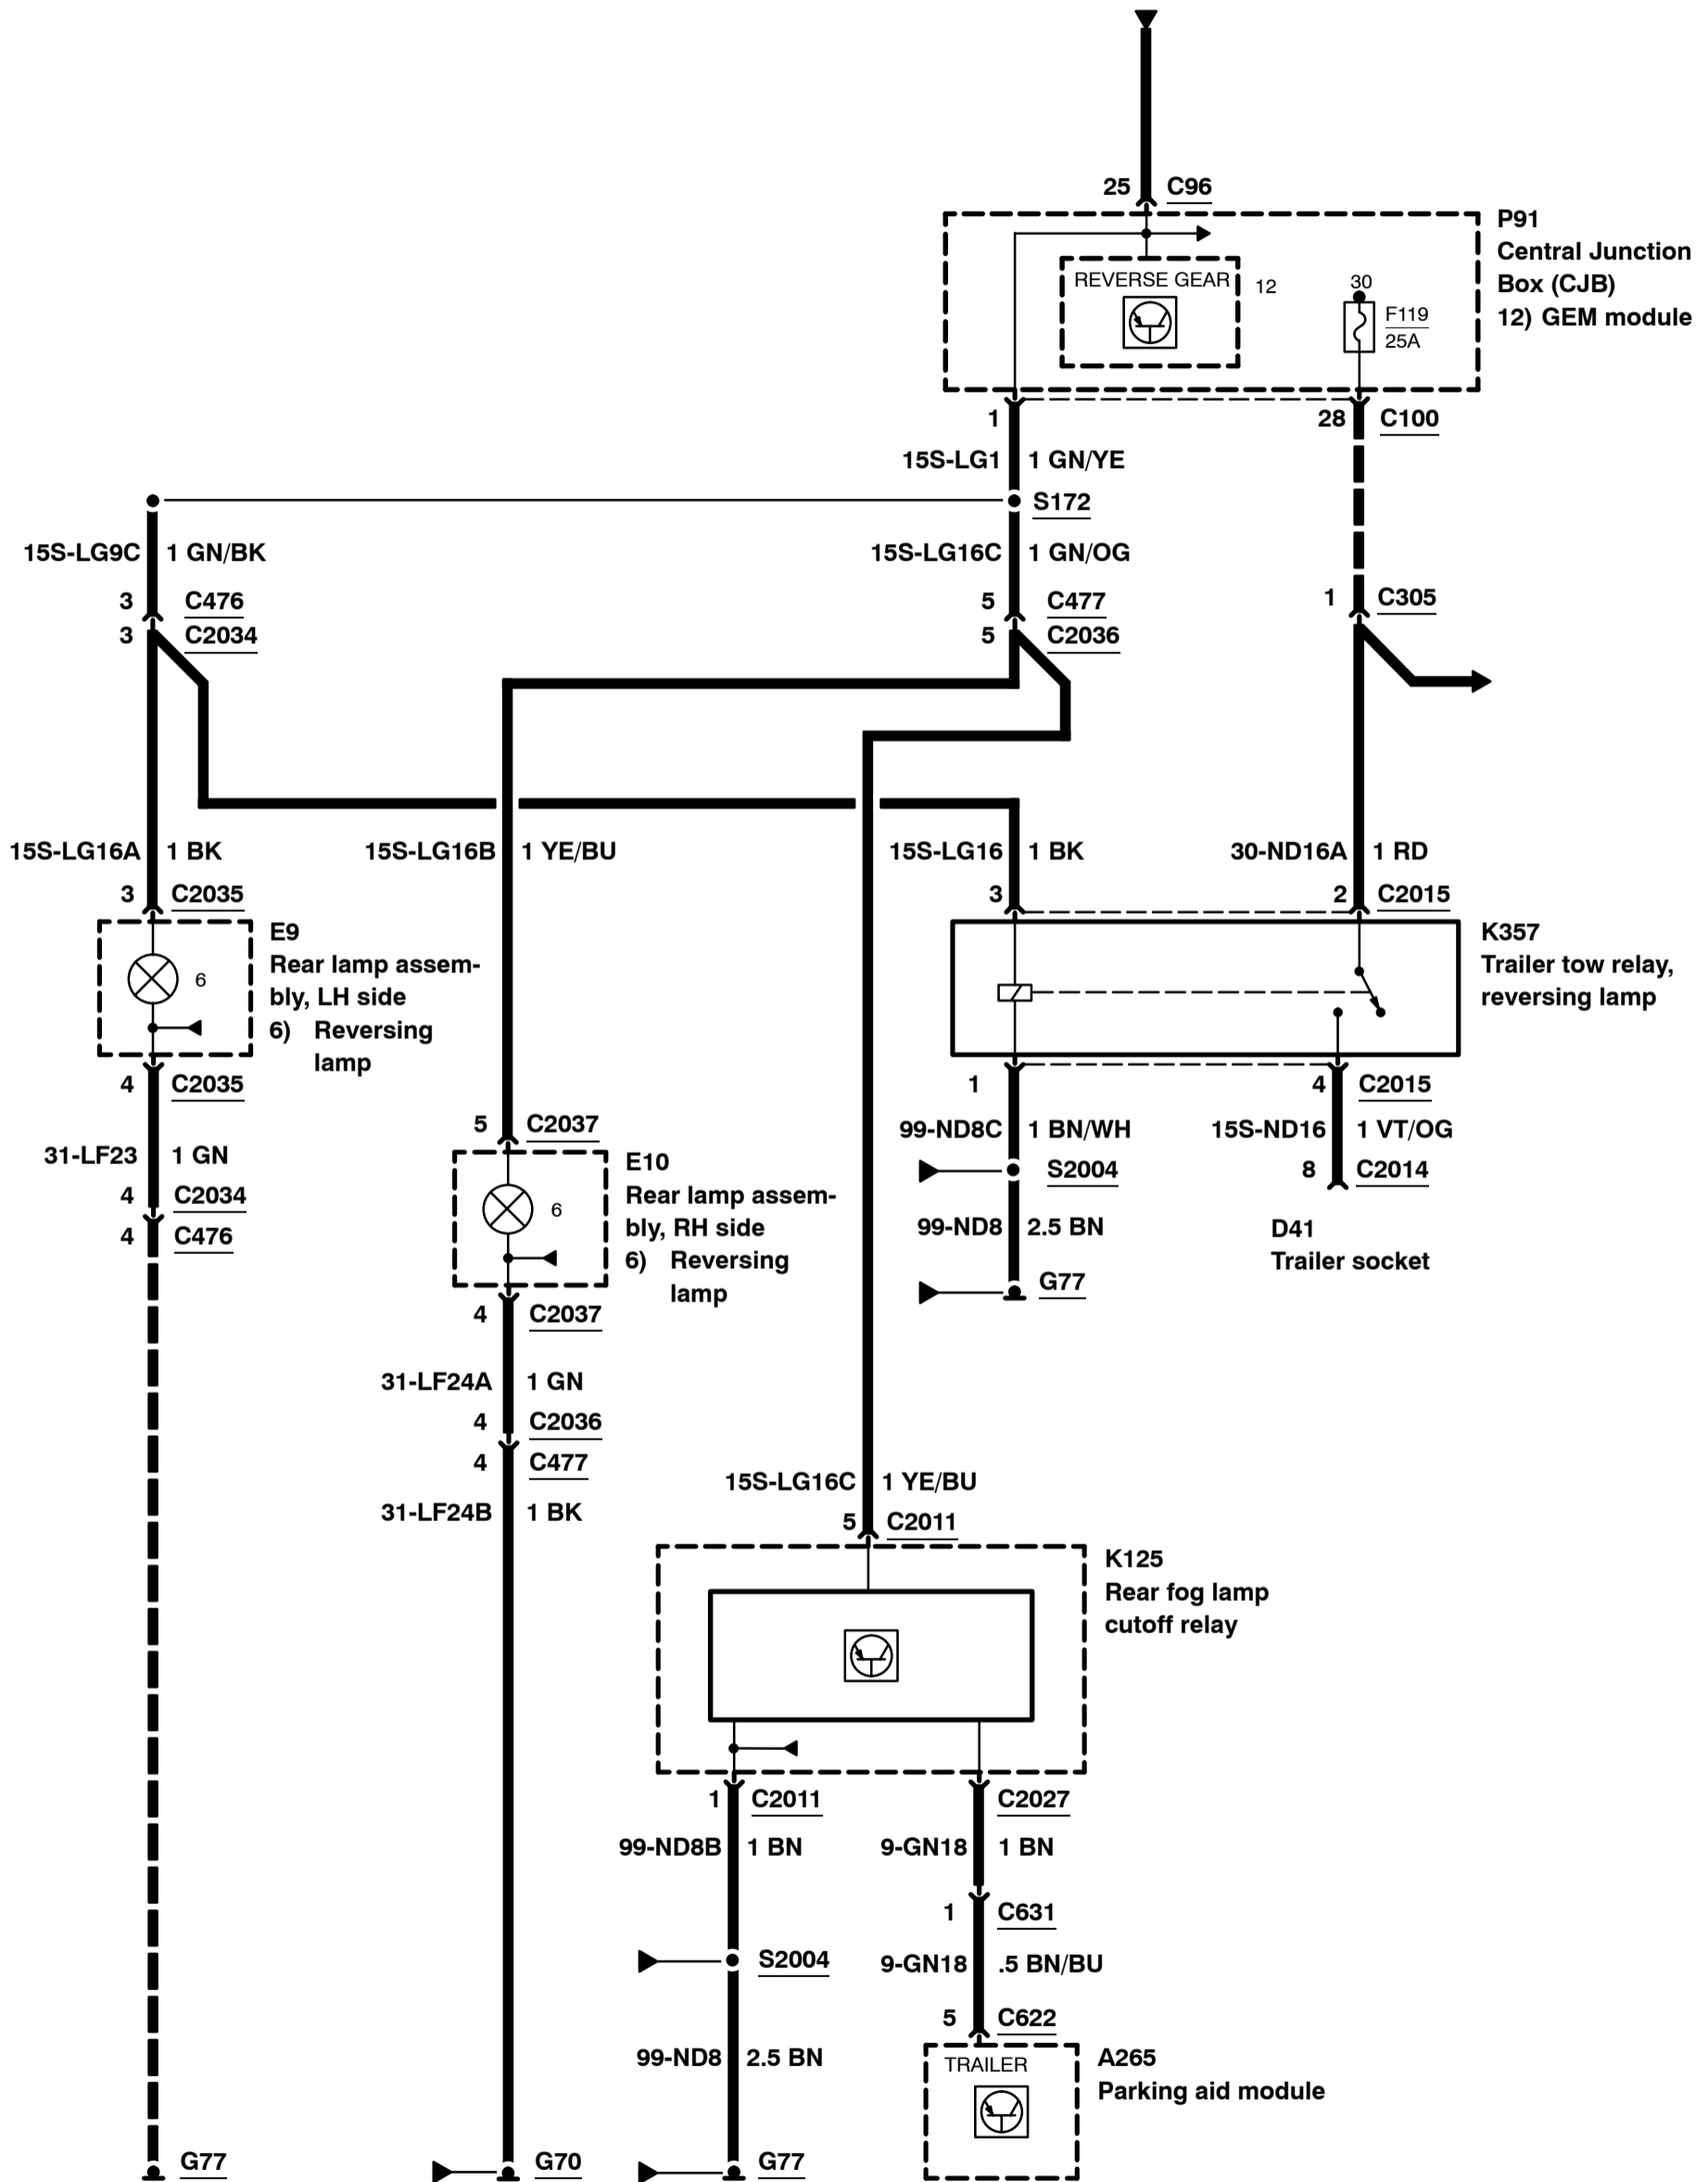 25 C96
P91
Central Junction
Box (CJB)
12) GEM module
REVERSE GEAR 12
30
F119
25A
1
28 C100
15S-LG1 1 GN/YE
S172
15S-LG9C 1 GN/BK
15S-LG16C 1 GN/OG
3 C476
5 C477
1 C305
3 C2034
5 C2036
15S-LG16A 1 BK
15S-LG16B 1 YE/BU
15S-LG16 1 BK
30-ND16A 1 RD
3 C2035
3
2 C2015
E9
Rear lamp assem-
bly, LH side
6) Reversing
lamp
6
K357
Trailer tow relay,
reversing lamp
4 C2035
1
4 C2015
31-LF23 1 GN
99-ND8C 1 BN/WH
15S-ND16 1 VT/OG
5 C2037
S2004
8 C2014
4 C2034
4 C476
E10
Rear lamp assem-
bly, RH side
6) Reversing
lamp
6
99-ND8 2.5 BN
D41
Trailer socket
G77
4 C2037
31-LF24A 1 GN
4 C2036
4 C477
31-LF24B 1 BK
15S-LG16C 1 YE/BU
5 C2011
K125
Rear fog lamp
cutoff relay
1 C2011
C2027
99-ND8B 1 BN
9-GN18 1 BN
1 C631
S2004
9-GN18 .5 BN/BU
5 C622
99-ND8 2.5 BN
TRAILER
A265
Parking aid module
G77
G70
G77